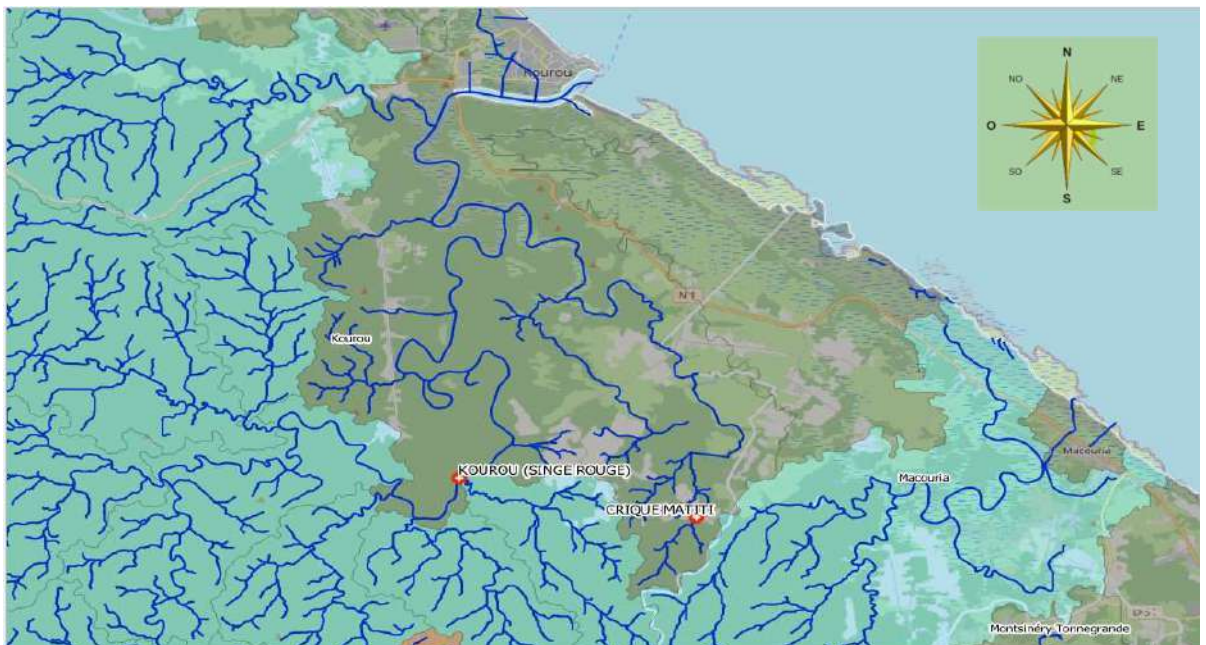 Kourou
N
NO
NE
O
E
SO
SE
S
N1
Kourou
KOUROU (SINGE ROUGE)
Macouria
Macouria
CRIQUE MATITI
Montsinéry-Tonnegrande